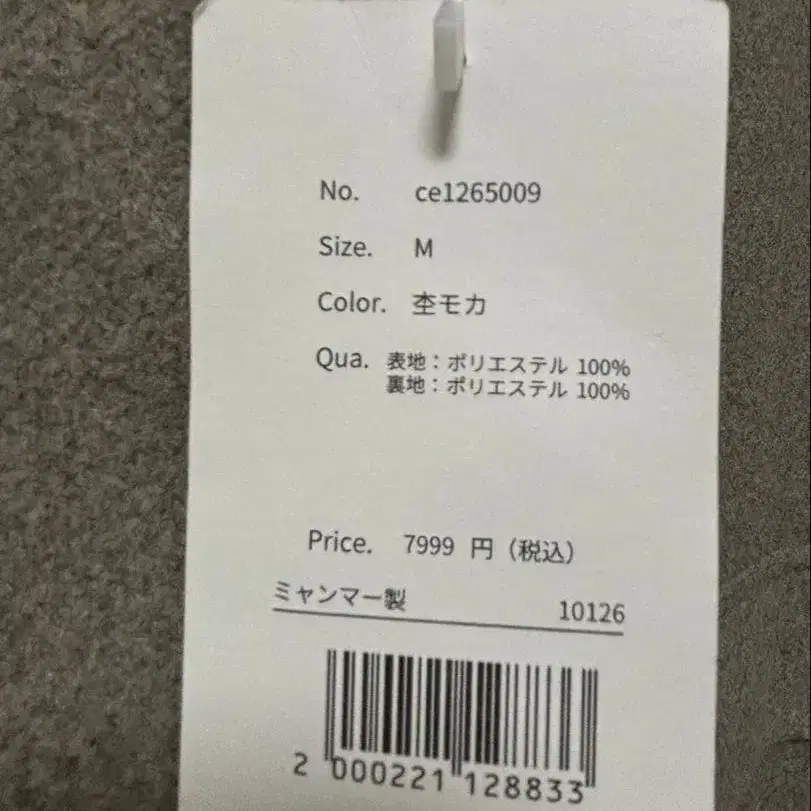 No. ce1265009
Size. M
Color. 杢モカ
Qua. 表地：ポリエステル 100%
裏地：ポリエステル 100%
Price. 7999 円（税込）
ミャンマー製 10126
2 000221 128833